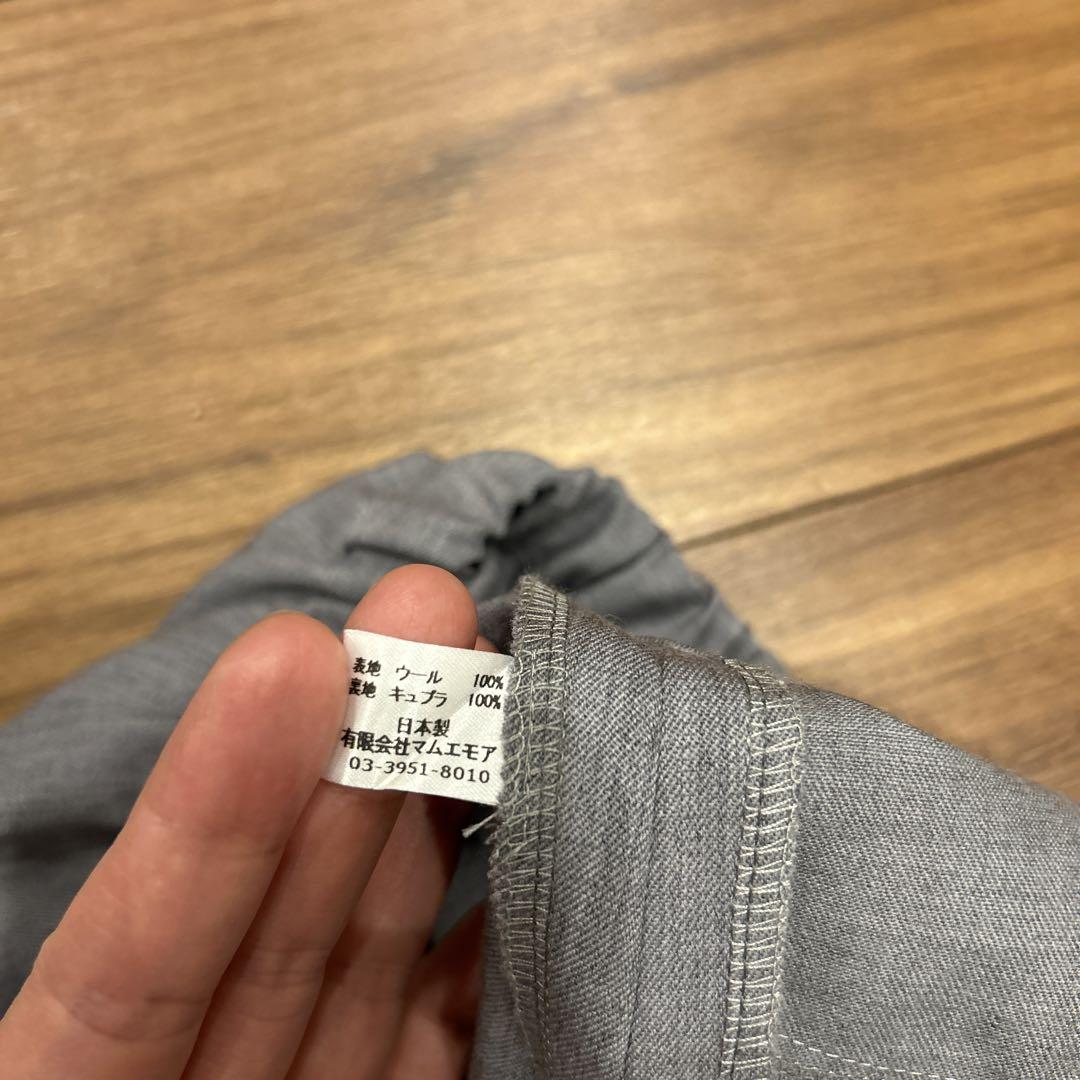 表地 ウール 100%
裏地 キュプラ 100%
日本製
有限会社マムエモア
03-3951-8010